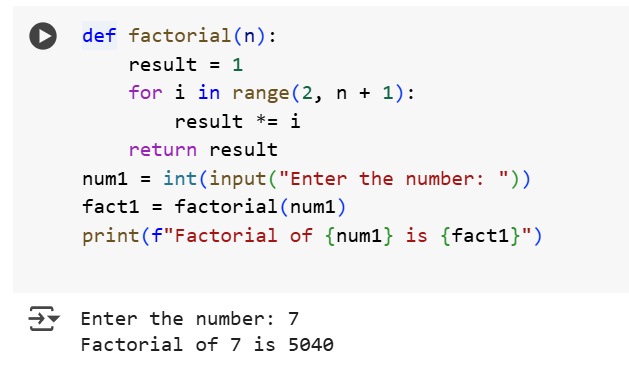 def factorial(n):
    result = 1
    for i in range(2, n + 1):
        result *= i
    return result
num1 = int(input("Enter the number: "))
fact1 = factorial(num1)
print(f"Factorial of {num1} is {fact1}")
Enter the number: 7
Factorial of 7 is 5040